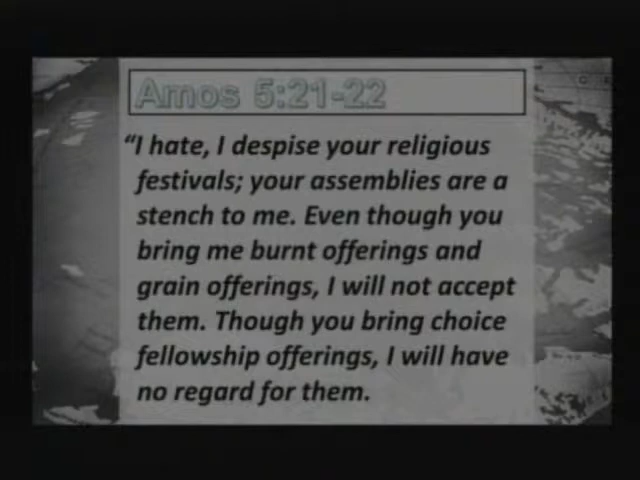 Amos 5:21-22
“I hate, I despise your religious
festivals; your assemblies are a
stench to me. Even though you
bring me burnt offerings and
grain offerings, I will not accept
them. Though you bring choice
fellowship offerings, I will have
no regard for them.